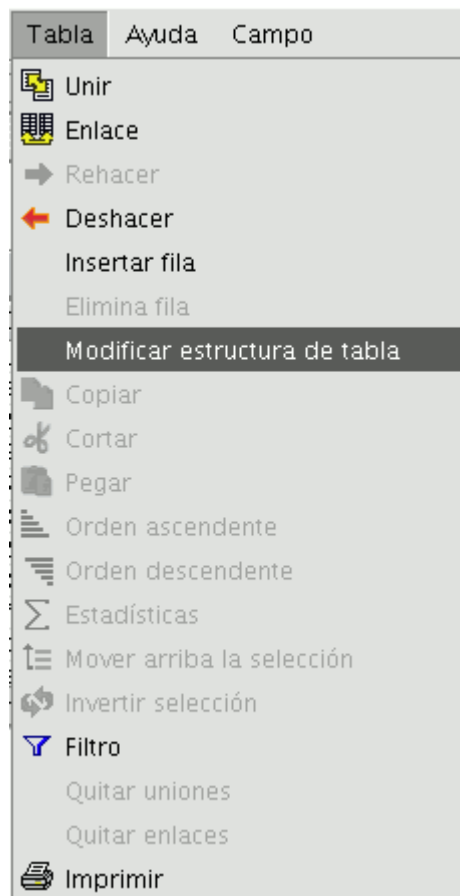 Tabla Ayuda Campo
Unir
Enlace
Rehacer
Deshacer
Insertar fila
Elimina fila
Modificar estructura de tabla
Copiar
Cortar
Pegar
Orden ascendente
Orden descendente
Estadísticas
Mover arriba la selección
Invertir selección
Filtro
Quitar uniones
Quitar enlaces
Imprimir